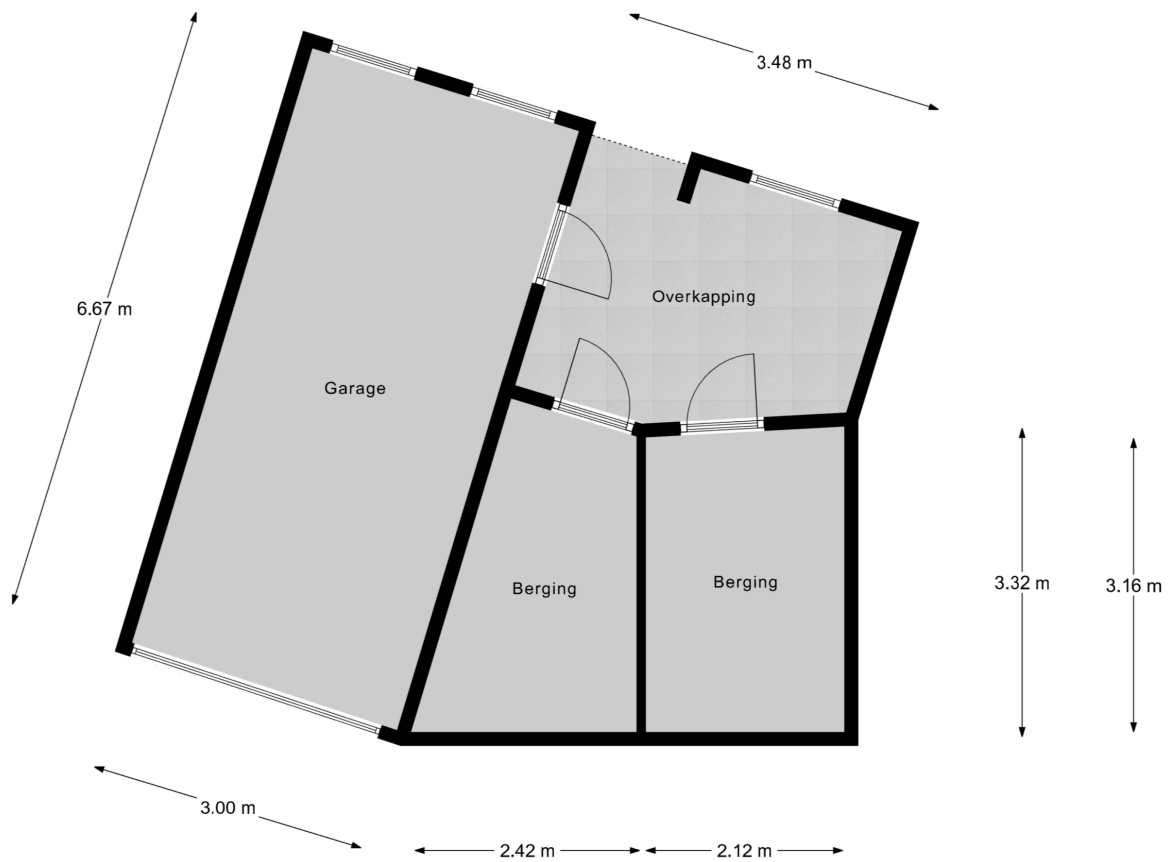 3.48 m
Overkapping
6.67 m
Garage
Berging
Berging
3.32 m
3.16 m
3.00 m
2.42 m
2.12 m